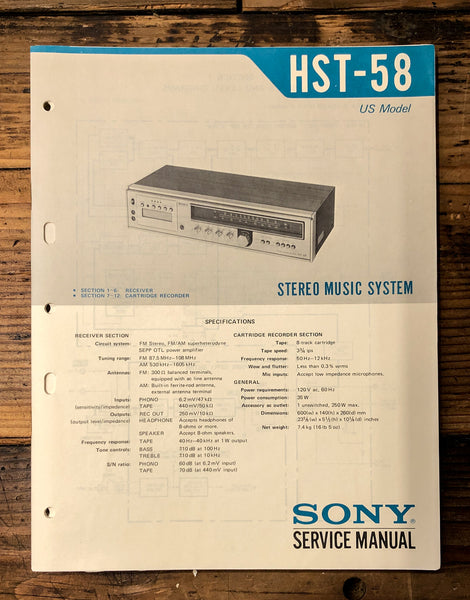 HST-58
US Model
STEREO MUSIC SYSTEM
• SECTION 1-6: RECEIVER
• SECTION 7-12: CARTRIDGE RECORDER
SPECIFICATIONS
RECEIVER SECTION
Circuit system: FM Stereo, FM/AM superheterodyne
SEPP OTL power amplifier
Tuning range: FM 87.5 MHz-108 MHz
AM 530 kHz-1605 kHz
Antennas: FM: 300 Ω balanced terminals,
equipped with ac line antenna
AM: Built-in ferrite-rod antenna,
external antenna terminal
Inputs: PHONO 6.2 mV/47 kΩ
(sensitivity/impedance) TAPE 440 mV/50 kΩ
Outputs: REC OUT 250 mV/10 kΩ
(output level/impedance) HEADPHONE Accepts headphones of
8-ohms or more.
SPEAKER Accept 8-ohm speakers.
Frequency response: TAPE 40 Hz-40 kHz at 1 W output
Tone controls: BASS ±10 dB at 100 Hz
TREBLE ±10 dB at 10 kHz
S/N ratio: PHONO 60 dB (at 6.2 mV input)
TAPE 70 dB (at 440 mV input)
CARTRIDGE RECORDER SECTION
Tape: 8-track cartridge
Tape speed: 3¾ ips
Frequency response: 50 Hz-12 kHz
Wow and flutter: Less than 0.3 % wrms
Mic inputs: Accept low impedance microphones.
GENERAL
Power requirements: 120 V ac, 60 Hz
Power consumption: 35 W
Accessory ac outlet: 1 unswitched, 250 W max.
Dimensions: 600(w) x 140(h) x 260(d) mm
Net weight: 7.4 kg (16 lb 5 oz)
SONY®
SERVICE MANUAL